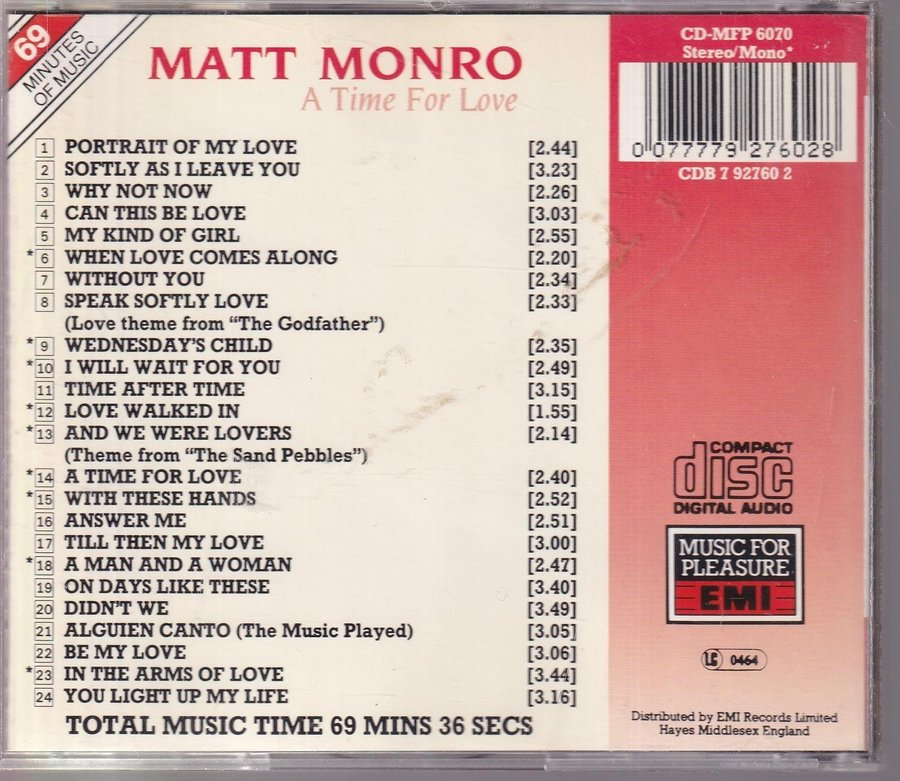 69
MINUTES
OF MUSIC
MATT MONRO
A Time For Love
1 PORTRAIT OF MY LOVE [2.44]
2 SOFTLY AS I LEAVE YOU [3.23]
3 WHY NOT NOW [2.26]
4 CAN THIS BE LOVE [3.03]
5 MY KIND OF GIRL [2.55]
*6 WHEN LOVE COMES ALONG [2.20]
7 WITHOUT YOU [2.34]
8 SPEAK SOFTLY LOVE [2.33]
(Love theme from “The Godfather”)
*9 WEDNESDAY'S CHILD [2.35]
*10 I WILL WAIT FOR YOU [2.49]
11 TIME AFTER TIME [3.15]
*12 LOVE WALKED IN [1.55]
*13 AND WE WERE LOVERS [2.14]
(Theme from “The Sand Pebbles”)
*14 A TIME FOR LOVE [2.40]
*15 WITH THESE HANDS [2.52]
16 ANSWER ME [2.51]
17 TILL THEN MY LOVE [3.00]
*18 A MAN AND A WOMAN [2.47]
19 ON DAYS LIKE THESE [3.40]
20 DIDN'T WE [3.49]
21 ALGUIEN CANTO (The Music Played) [3.05]
22 BE MY LOVE [3.06]
*23 IN THE ARMS OF LOVE [3.44]
24 YOU LIGHT UP MY LIFE [3.16]
TOTAL MUSIC TIME 69 MINS 36 SECS
CD-MFP 6070
Stereo/Mono*
0 077779 276028
CDB 7 92760 2
COMPACT
disc
DIGITAL AUDIO
MUSIC FOR
PLEASURE
EMI
LC 0464
Distributed by EMI Records Limited
Hayes Middlesex England